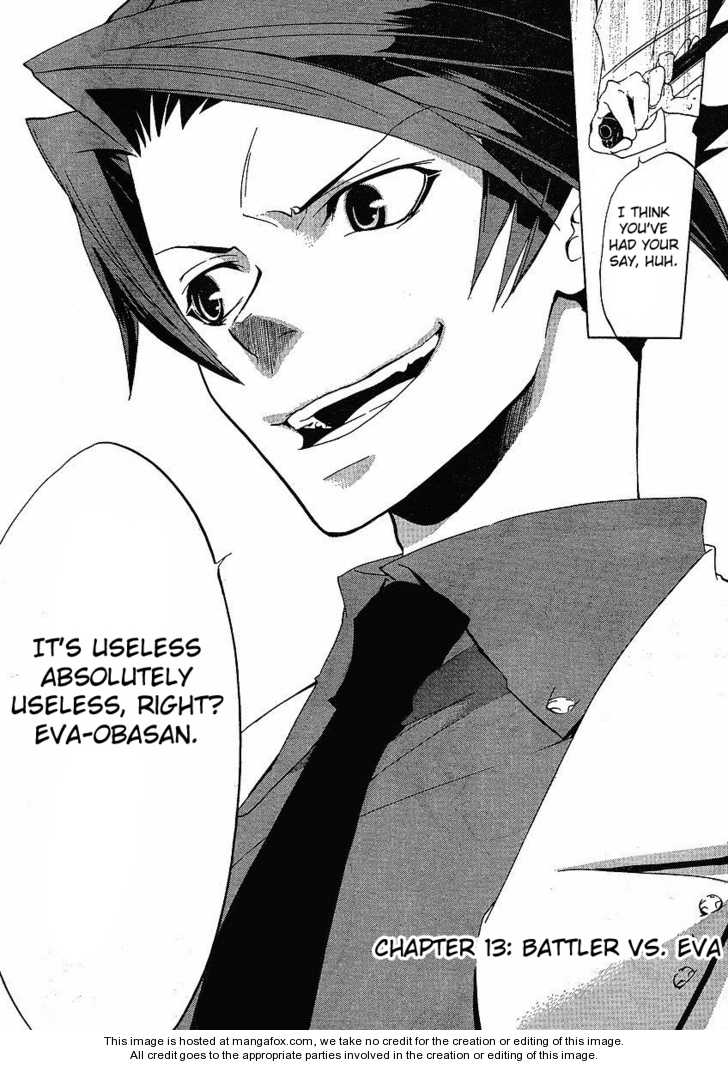 I THINK
YOU'VE
HAD YOUR
SAY, HUH.
IT'S USELESS
ABSOLUTELY
USELESS, RIGHT?
EVA-OBASAN.
CHAPTER 13: BATTLER VS. EVA
This image is hosted at mangafox.com, we take no credit for the creation or editing of this image.
All credit goes to the appropriate parties involved in the creation or editing of this image.